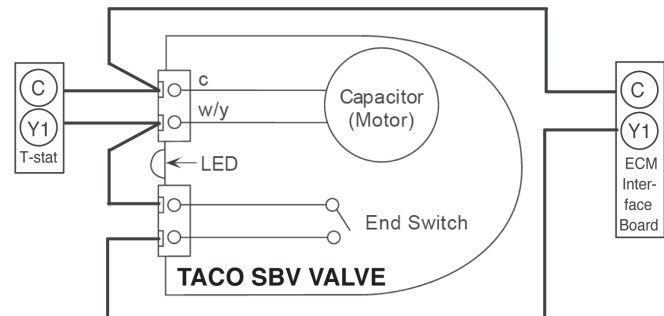 C
Y1
T-stat
c
w/y
Capacitor
(Motor)
LED
End Switch
TACO SBV VALVE
C
Y1
ECM
Inter-
face
Board